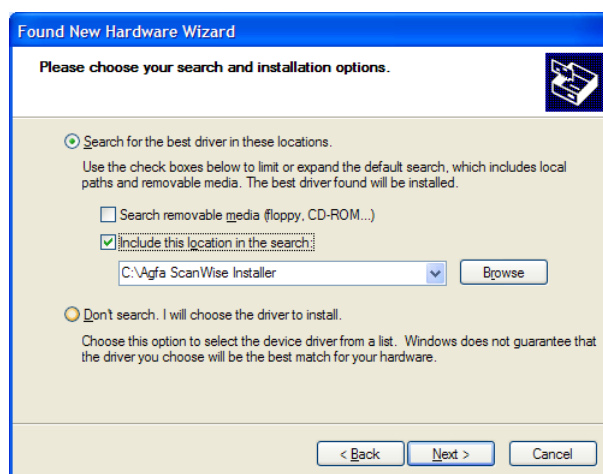 Found New Hardware Wizard
Please choose your search and installation options.
Search for the best driver in these locations.
Use the check boxes below to limit or expand the default search, which includes local
paths and removable media. The best driver found will be installed.
Search removable media (floppy, CD-ROM...)
Include this location in the search:
C:\Agfa ScanWise Installer
Browse
Don't search. I will choose the driver to install.
Choose this option to select the device driver from a list. Windows does not guarantee that
the driver you choose will be the best match for your hardware.
< Back Next > Cancel